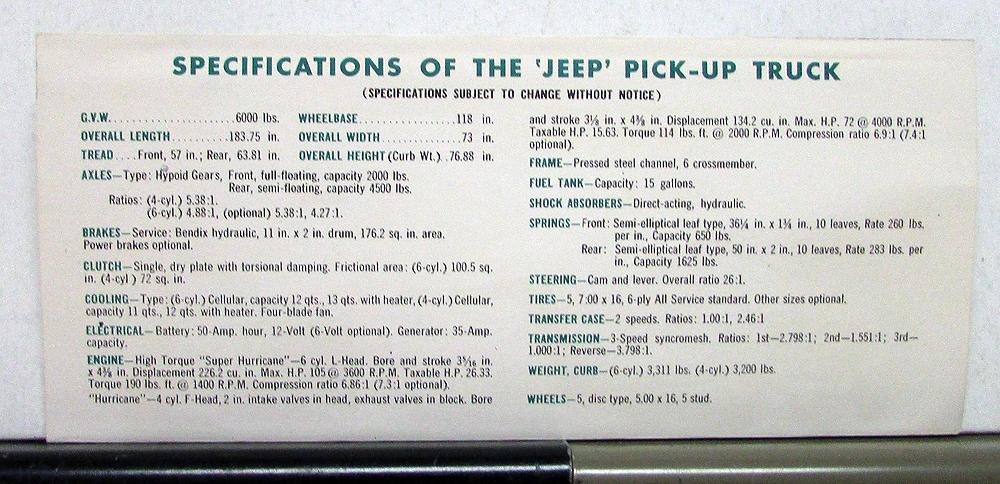 SPECIFICATIONS OF THE 'JEEP' PICK-UP TRUCK
(SPECIFICATIONS SUBJECT TO CHANGE WITHOUT NOTICE)
G.V.W....................6000 lbs. WHEELBASE..................118 in.
OVERALL LENGTH..........183.75 in. OVERALL WIDTH...............73 in.
TREAD....Front, 57 in.; Rear, 63.81 in. OVERALL HEIGHT (Curb Wt.). .76.88 in.
AXLES—Type: Hypoid Gears, Front, full-floating, capacity 2000 lbs.
Rear, semi-floating, capacity 4500 lbs.
Ratios: (4-cyl.) 5.38:1.
(6-cyl.) 4.88:1, (optional) 5.38:1, 4.27:1.
BRAKES—Service: Bendix hydraulic, 11 in. x 2 in. drum, 176.2 sq. in. area.
Power brakes optional.
CLUTCH—Single, dry plate with torsional damping. Frictional area: (6-cyl.) 100.5 sq.
in. (4-cyl ) 72 sq. in.
COOLING—Type: (6-cyl.) Cellular, capacity 12 qts., 13 qts. with heater, (4-cyl.) Cellular,
capacity 11 qts., 12 qts. with heater. Four-blade fan.
ELECTRICAL—Battery: 50-Amp. hour, 12-Volt (6-Volt optional). Generator: 35-Amp.
capacity.
ENGINE—High Torque "Super Hurricane"—6 cyl. L-Head. Bore and stroke 3 5/16 in.
x 4 3/8 in. Displacement 226.2 cu. in. Max. H.P. 105 @ 3600 R.P.M. Taxable H.P. 26.33.
Torque 190 lbs. ft. @ 1400 R.P.M. Compression ratio 6.86:1 (7.3:1 optional).
"Hurricane"—4 cyl. F-Head, 2 in. intake valves in head, exhaust valves in block. Bore
and stroke 3 1/8 in. x 4 3/8 in. Displacement 134.2 cu. in. Max. H.P. 72 @ 4000 R.P.M.
Taxable H.P. 15.63. Torque 114 lbs. ft. @ 2000 R.P.M. Compression ratio 6.9:1 (7.4:1
optional).
FRAME—Pressed steel channel, 6 crossmember.
FUEL TANK—Capacity: 15 gallons.
SHOCK ABSORBERS—Direct-acting, hydraulic.
SPRINGS—Front: Semi-elliptical leaf type, 36 1/4 in. x 1 3/4 in., 10 leaves, Rate 260 lbs.
per in., Capacity 650 lbs.
Rear: Semi-elliptical leaf type, 50 in. x 2 in., 10 leaves, Rate 283 lbs. per
in., Capacity 1625 lbs.
STEERING—Cam and lever. Overall ratio 26:1.
TIRES—5, 7:00 x 16, 6-ply All Service standard. Other sizes optional.
TRANSFER CASE—2 speeds. Ratios: 1.00:1, 2.46:1
TRANSMISSION—3-Speed syncromesh. Ratios: 1st—2.798:1; 2nd—1.551:1; 3rd—
1.000:1; Reverse—3.798:1.
WEIGHT, CURB—(6-cyl.) 3,311 lbs. (4-cyl.) 3,200 lbs.
WHEELS—5, disc type, 5.00 x 16, 5 stud.